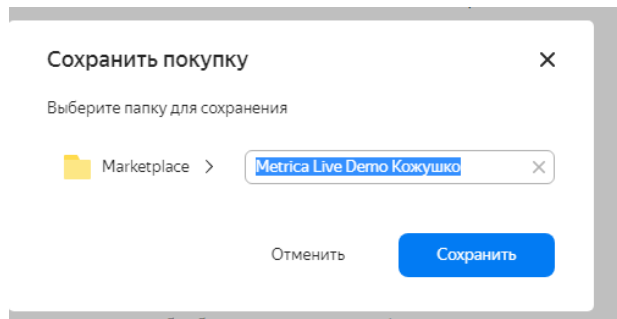 Сохранить покупку
Выберите папку для сохранения
Marketplace > Metrica Live Demo Кожушко
Отменить Сохранить